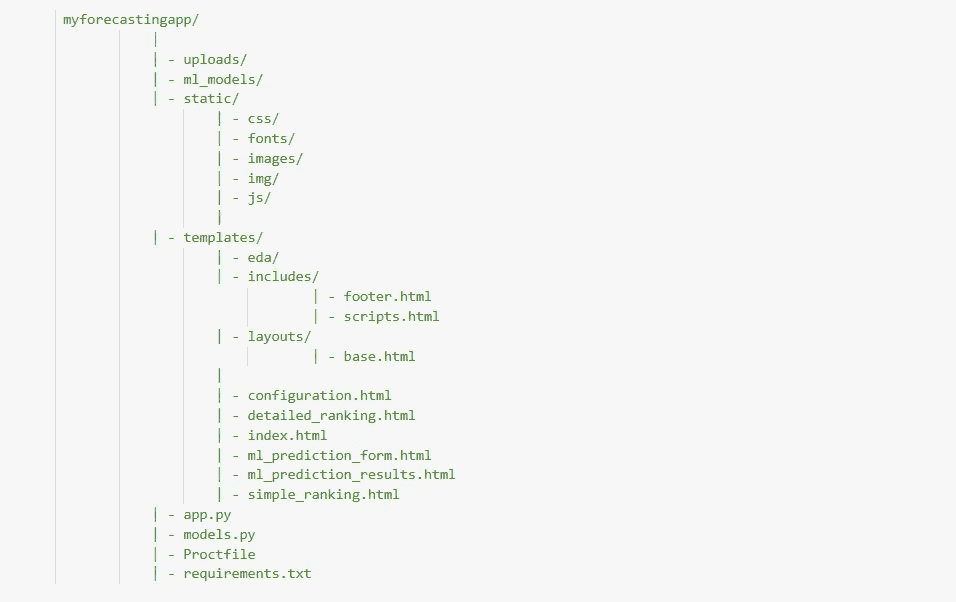 myforecastingapp/
|
| - uploads/
| - ml_models/
| - static/
| - css/
| - fonts/
| - images/
| - img/
| - js/
|
| - templates/
| - eda/
| - includes/
| - footer.html
| - scripts.html
| - layouts/
| - base.html
|
| - configuration.html
| - detailed_ranking.html
| - index.html
| - ml_prediction_form.html
| - ml_prediction_results.html
| - simple_ranking.html
| - app.py
| - models.py
| - Proctfile
| - requirements.txt